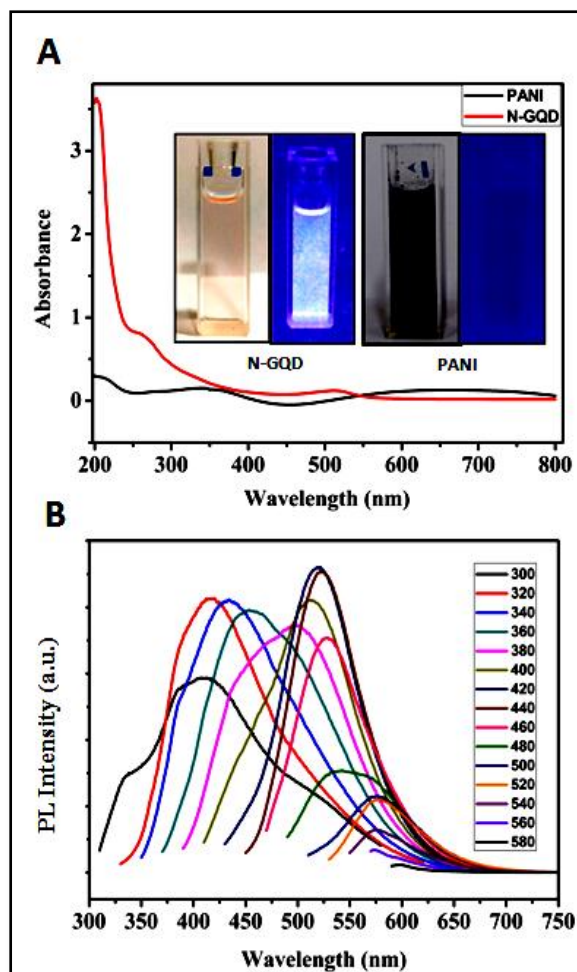 A
PANI
N-GQD
3
2
1
0
Absorbance
N-GQD
PANI
200 300 400 500 600 700 800
Wavelength (nm)
B
300
320
340
360
380
400
420
440
460
480
500
520
540
560
580
PL Intensity (a.u.)
300 350 400 450 500 550 600 650 700 750
Wavelength (nm)